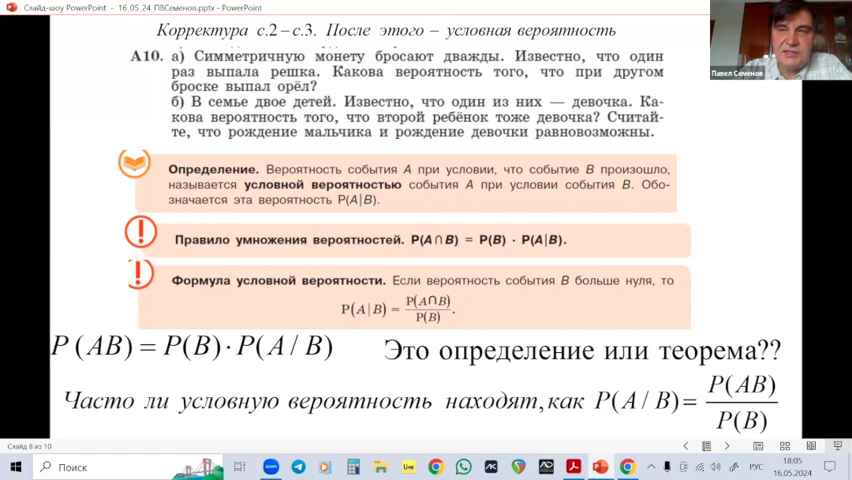 Слайд-шоу PowerPoint - 16_05_24_ПВСеменов.pptx - PowerPoint
Корректура с.2 – с.3. После этого – условная вероятность
А10. а) Симметричную монету бросают дважды. Известно, что один
раз выпала решка. Какова вероятность того, что при другом
броске выпал орёл?
б) В семье двое детей. Известно, что один из них — девочка. Ка-
кова вероятность того, что второй ребёнок тоже девочка? Считай-
те, что рождение мальчика и рождение девочки равновозможны.
Павел Семенов
Определение. Вероятность события A при условии, что событие B произошло,
называется условной вероятностью события A при условии события B. Обо-
значается эта вероятность P(A|B).
Правило умножения вероятностей. P(A∩B) = P(B) · P(A|B).
Формула условной вероятности. Если вероятность события B больше нуля, то
P(A|B) = P(A∩B) / P(B).
P(AB) = P(B)·P(A/B) Это определение или теорема??
Часто ли условную вероятность находят, как P(A/B) = P(AB) / P(B)
Слайд 8 из 10
Поиск
Live
РУС
18:05
16.05.2024